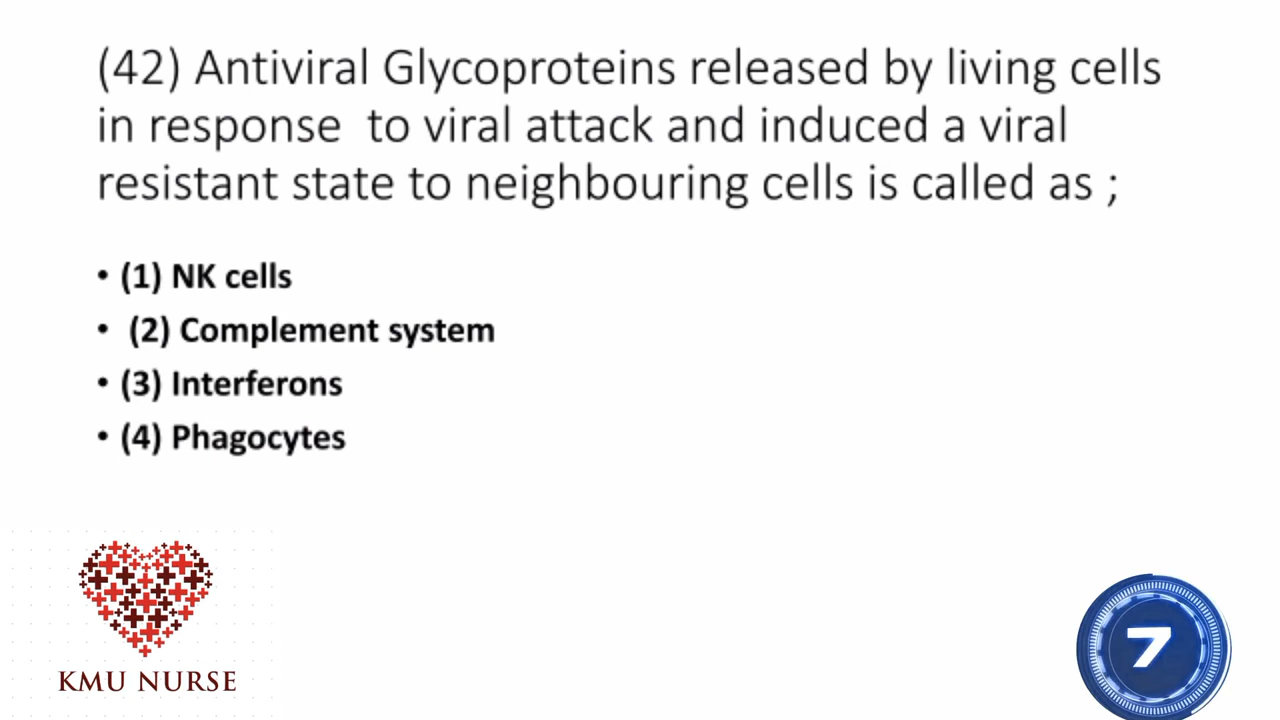 (42) Antiviral Glycoproteins released by living cells
in response to viral attack and induced a viral
resistant state to neighbouring cells is called as ;
• (1) NK cells
• (2) Complement system
• (3) Interferons
• (4) Phagocytes
KMU NURSE
7